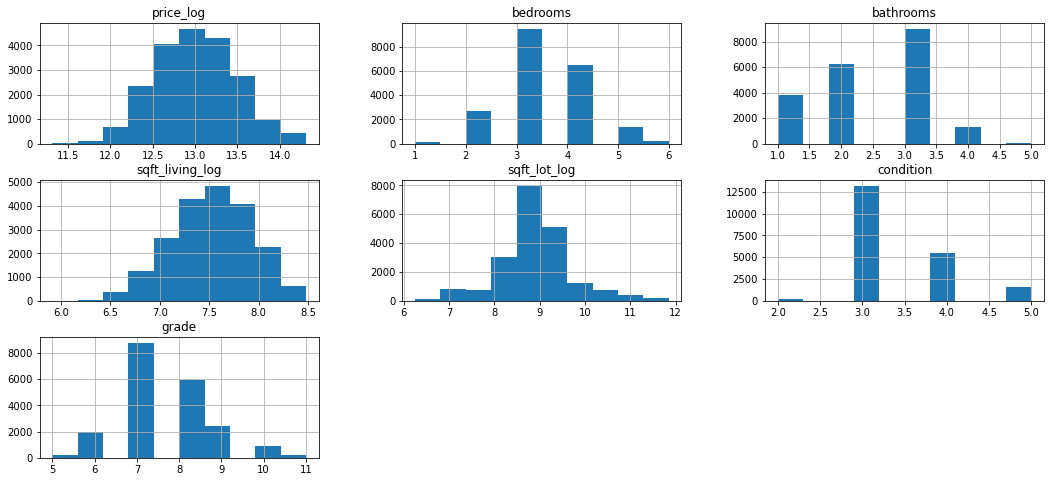 price_log
4000
3000
2000
1000
0
11.5 12.0 12.5 13.0 13.5 14.0
bedrooms
8000
6000
4000
2000
0
1 2 3 4 5 6
bathrooms
8000
6000
4000
2000
0
1.0 1.5 2.0 2.5 3.0 3.5 4.0 4.5 5.0
sqft_living_log
5000
4000
3000
2000
1000
0
6.0 6.5 7.0 7.5 8.0 8.5
sqft_lot_log
8000
6000
4000
2000
0
6 7 8 9 10 11 12
condition
12500
10000
7500
5000
2500
0
2.0 2.5 3.0 3.5 4.0 4.5 5.0
grade
8000
6000
4000
2000
0
5 6 7 8 9 10 11